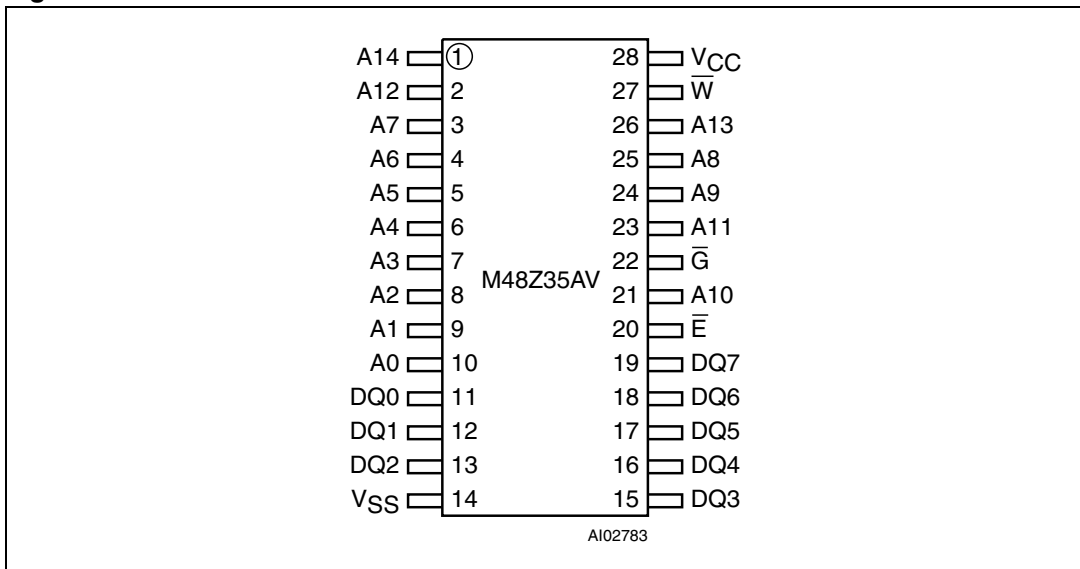 A14 1 28 VCC
A12 2 27 W̅
A7 3 26 A13
A6 4 25 A8
A5 5 24 A9
A4 6 23 A11
A3 7 22 G̅
M48Z35AV
A2 8 21 A10
A1 9 20 E̅
A0 10 19 DQ7
DQ0 11 18 DQ6
DQ1 12 17 DQ5
DQ2 13 16 DQ4
VSS 14 15 DQ3
AI02783